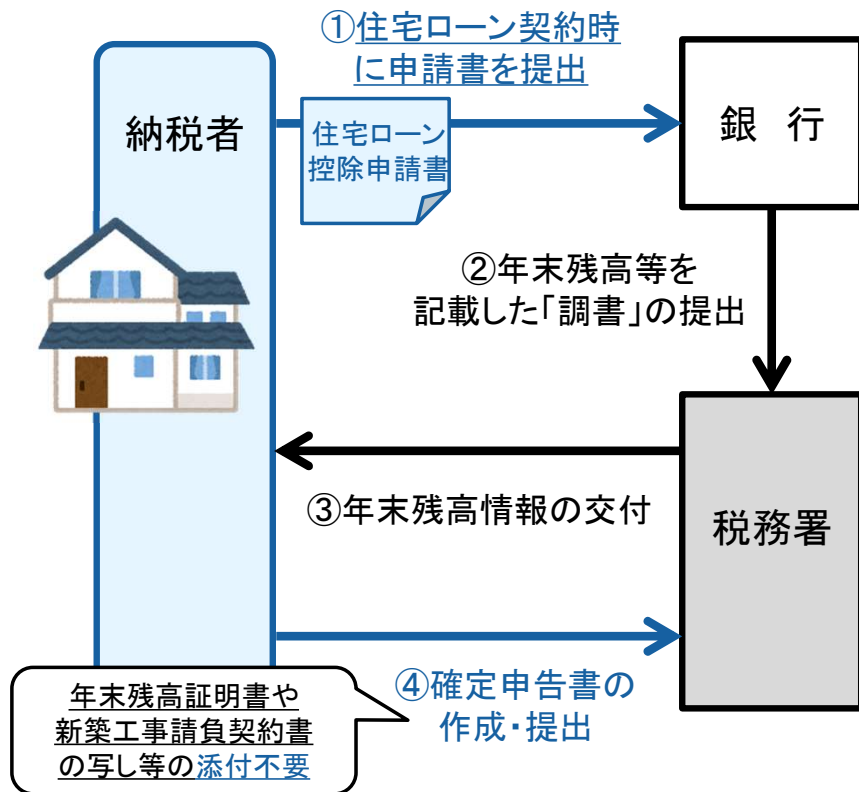 ①住宅ローン契約時
に申請書を提出
納税者
住宅ローン
控除申請書
銀 行
②年末残高等を
記載した「調書」の提出
③年末残高情報の交付
税務署
④確定申告書の
作成・提出
年末残高証明書や
新築工事請負契約書
の写し等の添付不要